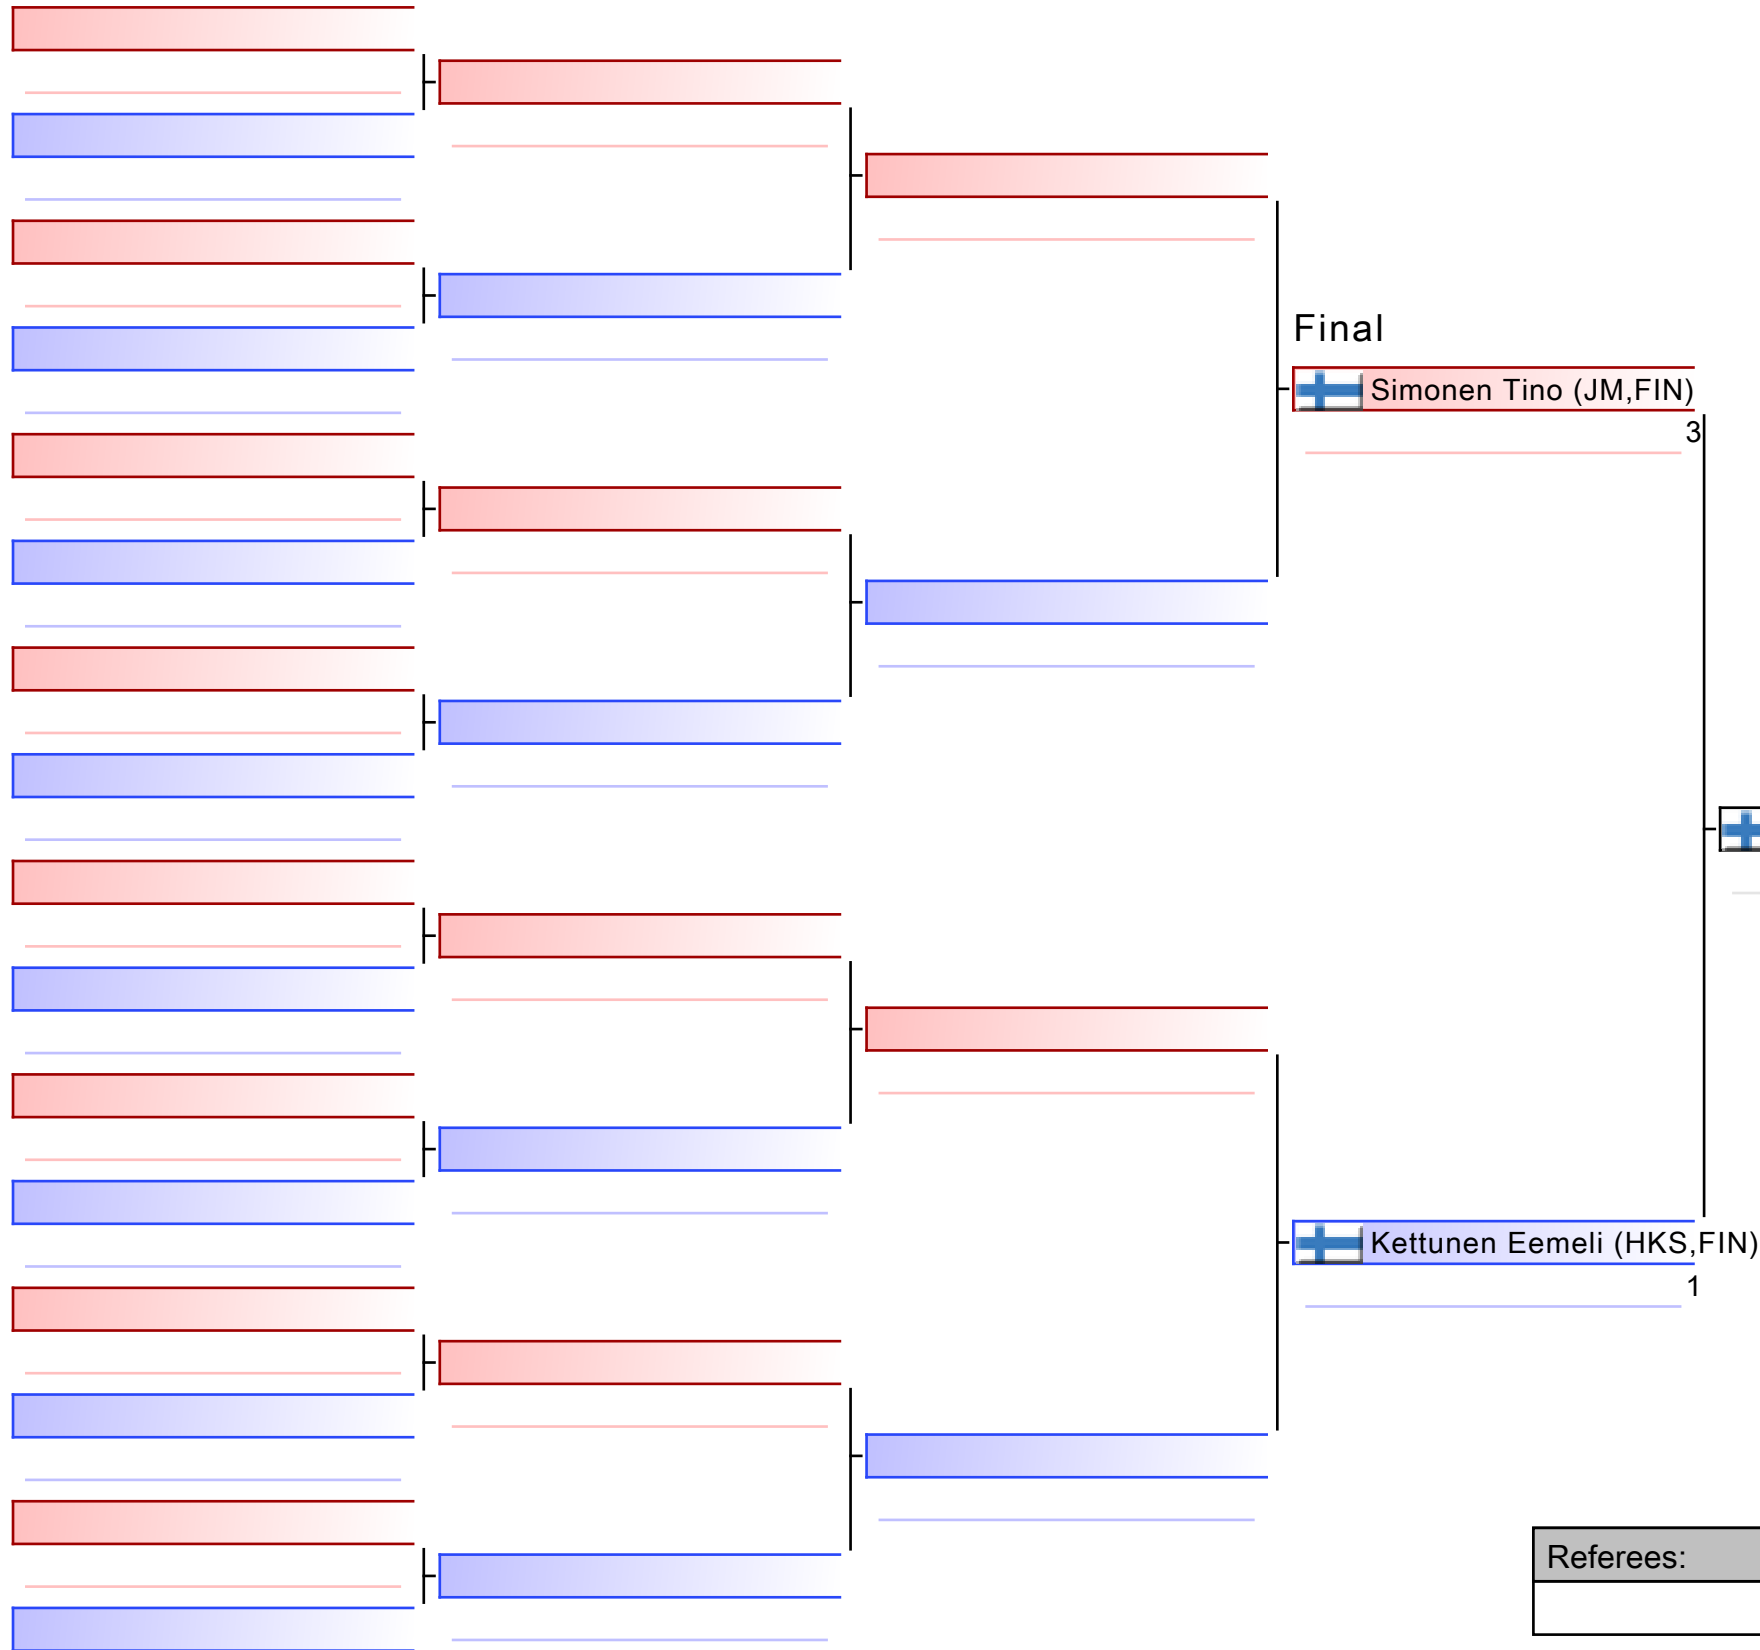 Final
Simonen Tino (JM,FIN)
3
Kettunen Eemeli (HKS,FIN)
1
Referees: